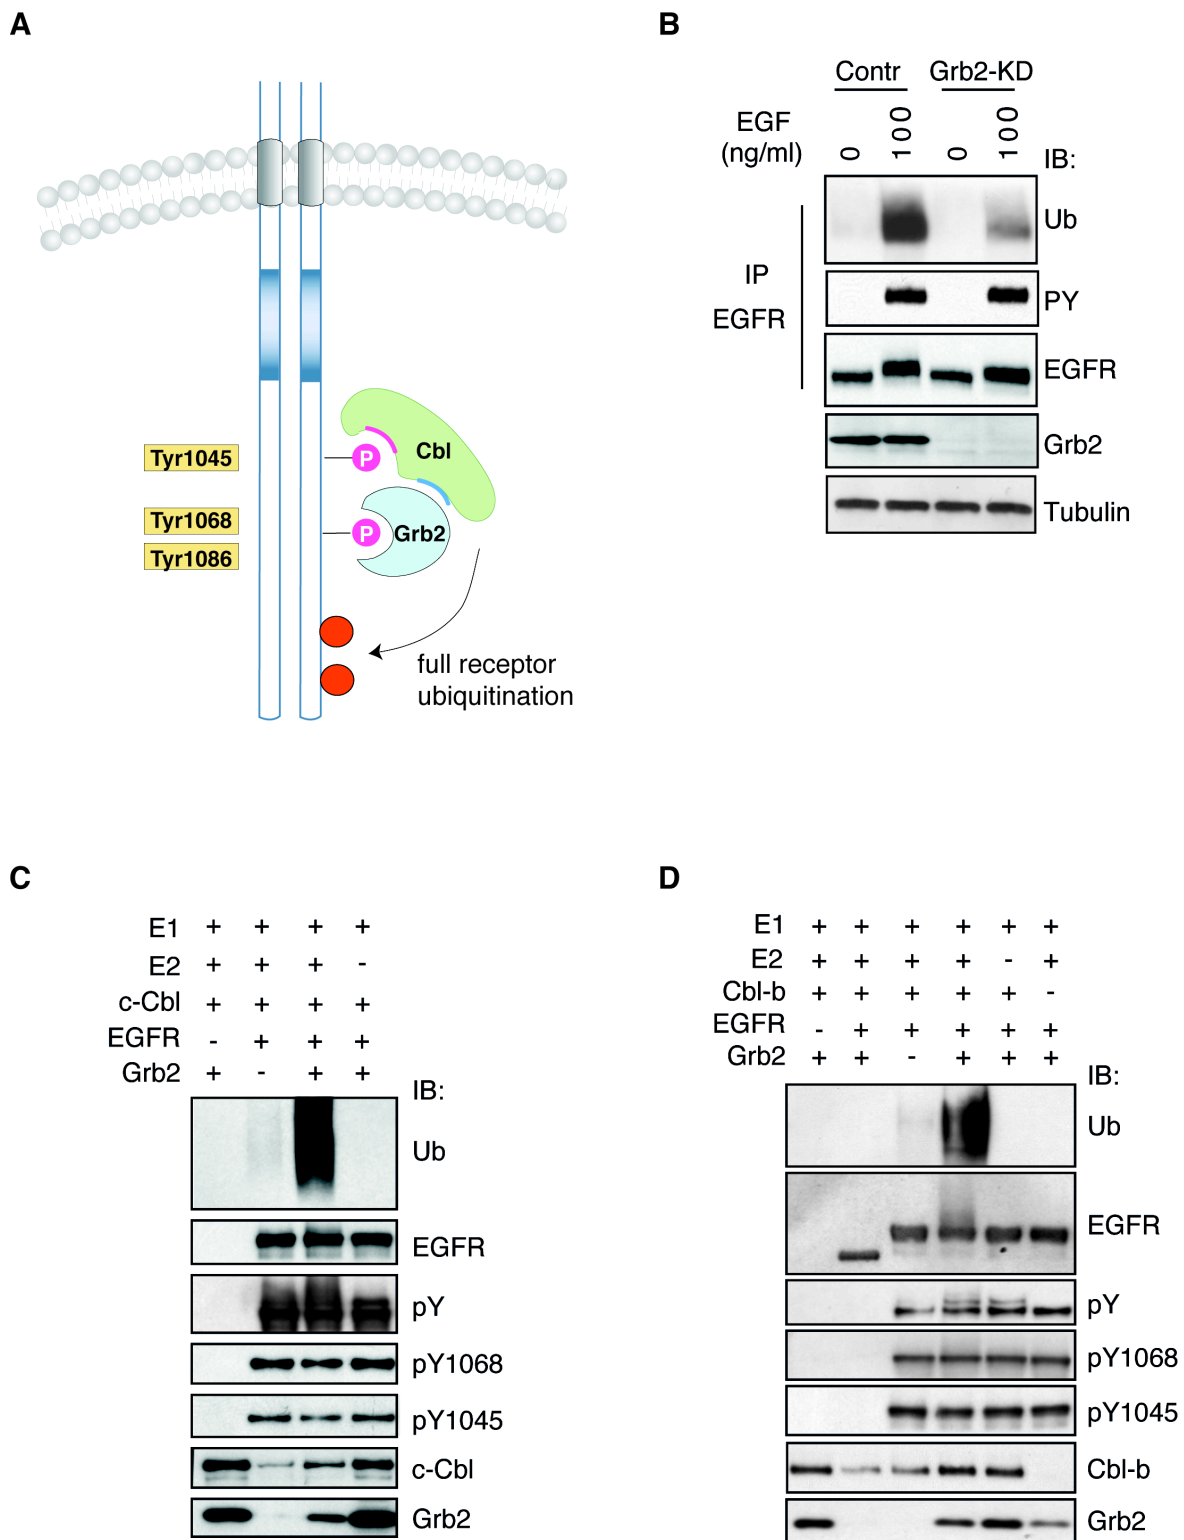 A
Tyr1045
Tyr1068
Tyr1086
P
Cbl
P
Grb2
full receptor
ubiquitination
B
Contr Grb2-KD
EGF
(ng/ml)
0 100 0 100
IB:
IP
EGFR
Ub
PY
EGFR
Grb2
Tubulin
C
E1 + + + +
E2 + + + -
c-Cbl + + + +
EGFR - + + +
Grb2 + - + +
IB:
Ub
EGFR
pY
pY1068
pY1045
c-Cbl
Grb2
D
E1 + + + + + +
E2 + + + + - +
Cbl-b + + + + + -
EGFR - + + + + +
Grb2 + + - + + +
IB:
Ub
EGFR
pY
pY1068
pY1045
Cbl-b
Grb2